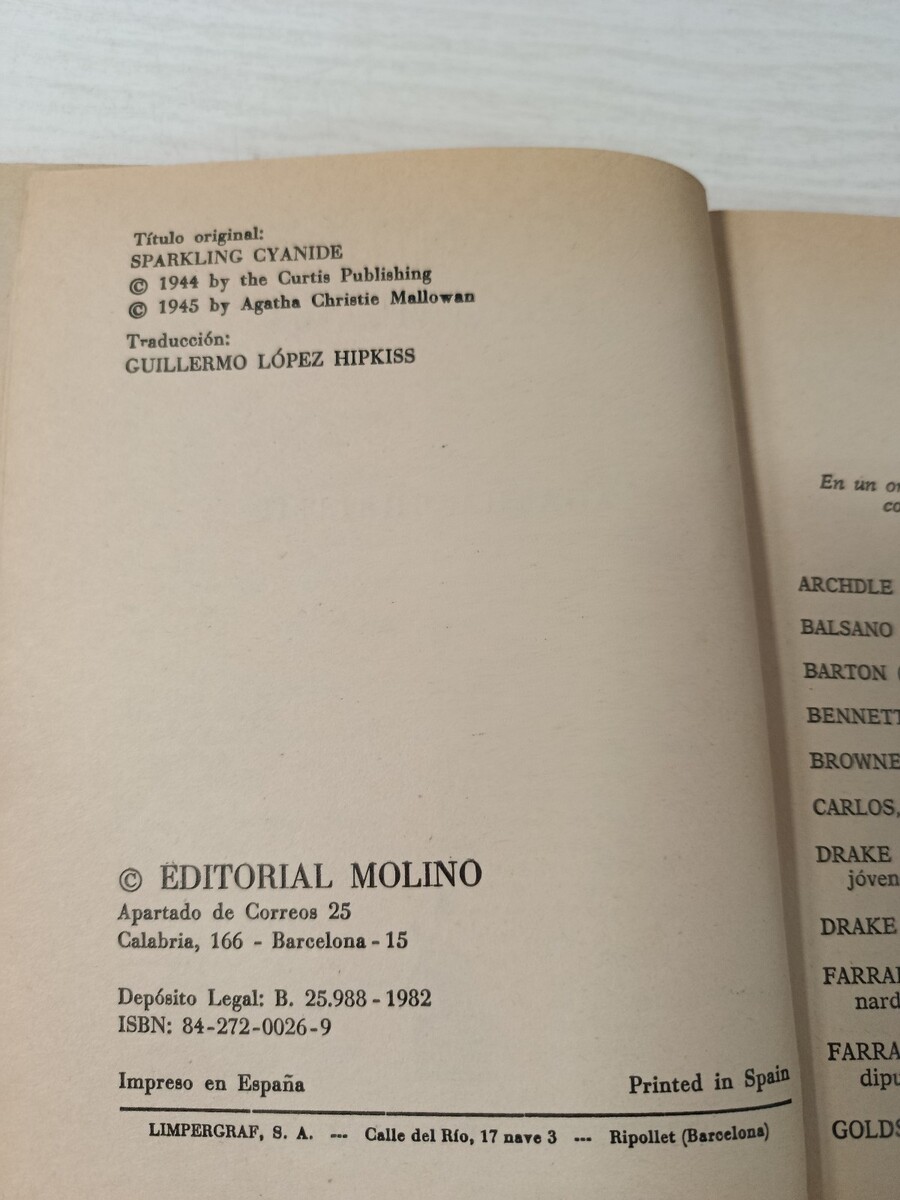 Título original:
SPARKLING CYANIDE
© 1944 by the Curtis Publishing
© 1945 by Agatha Christie Mallowan
Traducción:
GUILLERMO LÓPEZ HIPKISS
© EDITORIAL MOLINO
Apartado de Correos 25
Calabria, 166 - Barcelona - 15
Depósito Legal: B. 25.988 - 1982
ISBN: 84-272-0026-9
Impreso en España Printed in Spain
LIMPERGRAF, S. A. --- Calle del Río, 17 nave 3 --- Ripollet (Barcelona)
En un
ARCHDLE
BALSANO
BARTON
BENNETT
BROWNE
CARLOS,
DRAKE
jóven
DRAKE